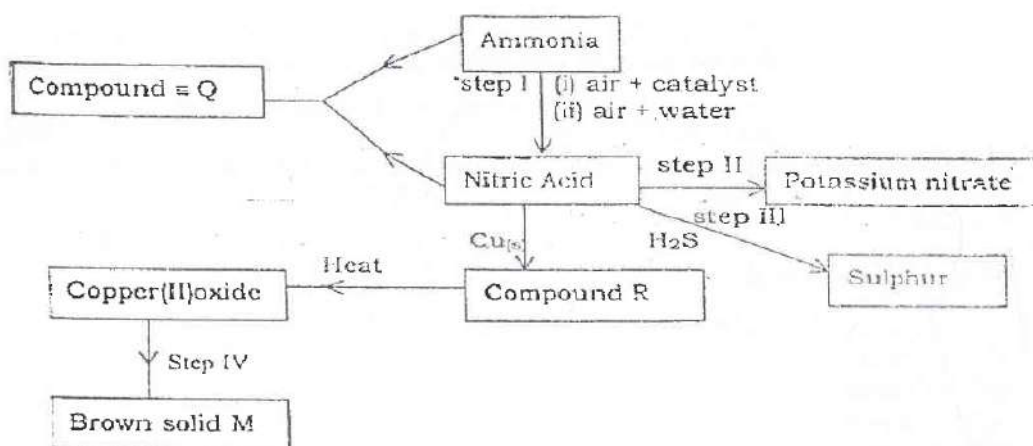 Ammonia
Compound = Q
step I (i) air + catalyst
(ii) air + water
Nitric Acid
step II
Potassium nitrate
step III
H₂S
Cu(s)
Heat
Sulphur
Copper(II)oxide
Compound R
Step IV
Brown solid M